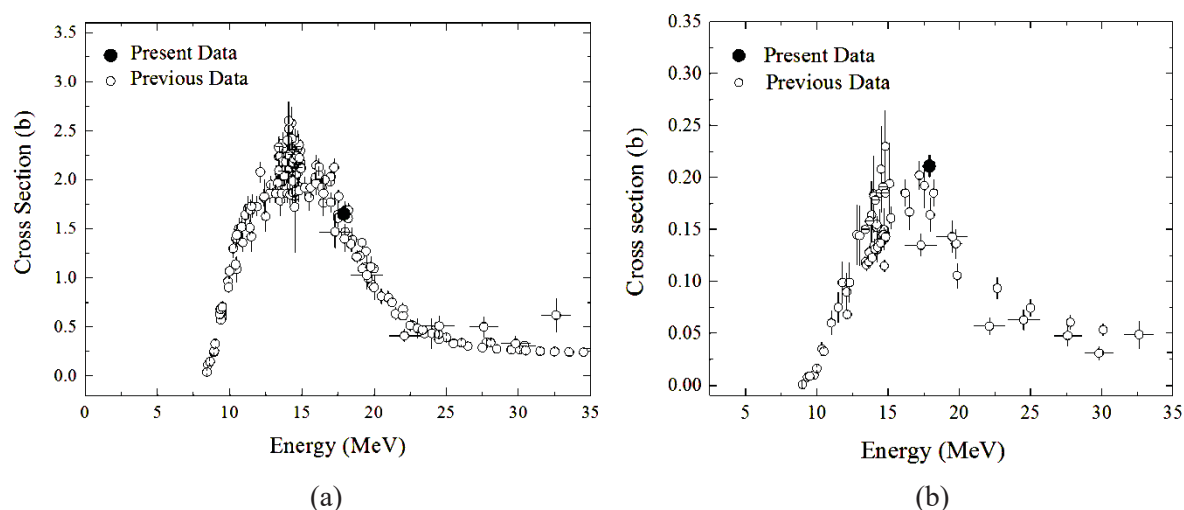 3.5
3.0
2.5
2.0
1.5
1.0
0.5
0.0
Cross Section (b)
Present Data
Previous Data
0 5 10 15 20 25 30 35
Energy (MeV)
(a)
0.35
0.30
0.25
0.20
0.15
0.10
0.05
0.00
Cross section (b)
Present Data
Previous Data
5 10 15 20 25 30 35
Energy (MeV)
(b)